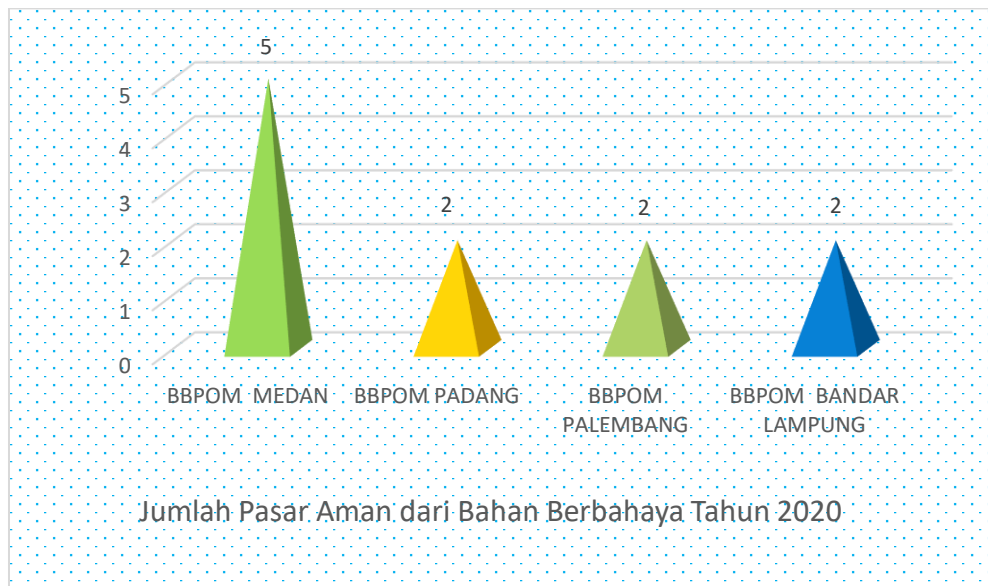 5
5
4
3
2
1
0
2
2
2
BBPOM MEDAN
BBPOM PADANG
BBPOM
PALEMBANG
BBPOM BANDAR
LAMPUNG
Jumlah Pasar Aman dari Bahan Berbahaya Tahun 2020